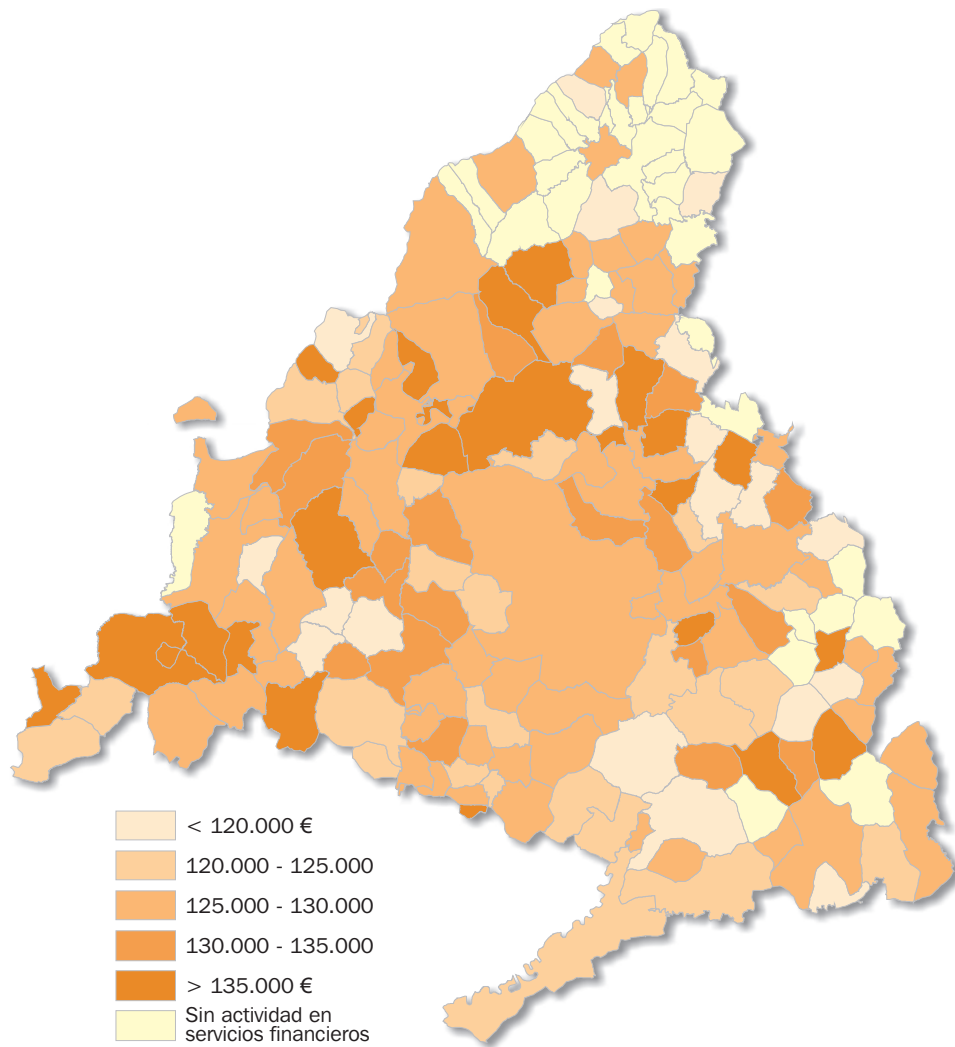 < 120.000 €
120.000 - 125.000
125.000 - 130.000
130.000 - 135.000
> 135.000 €
Sin actividad en
servicios financieros